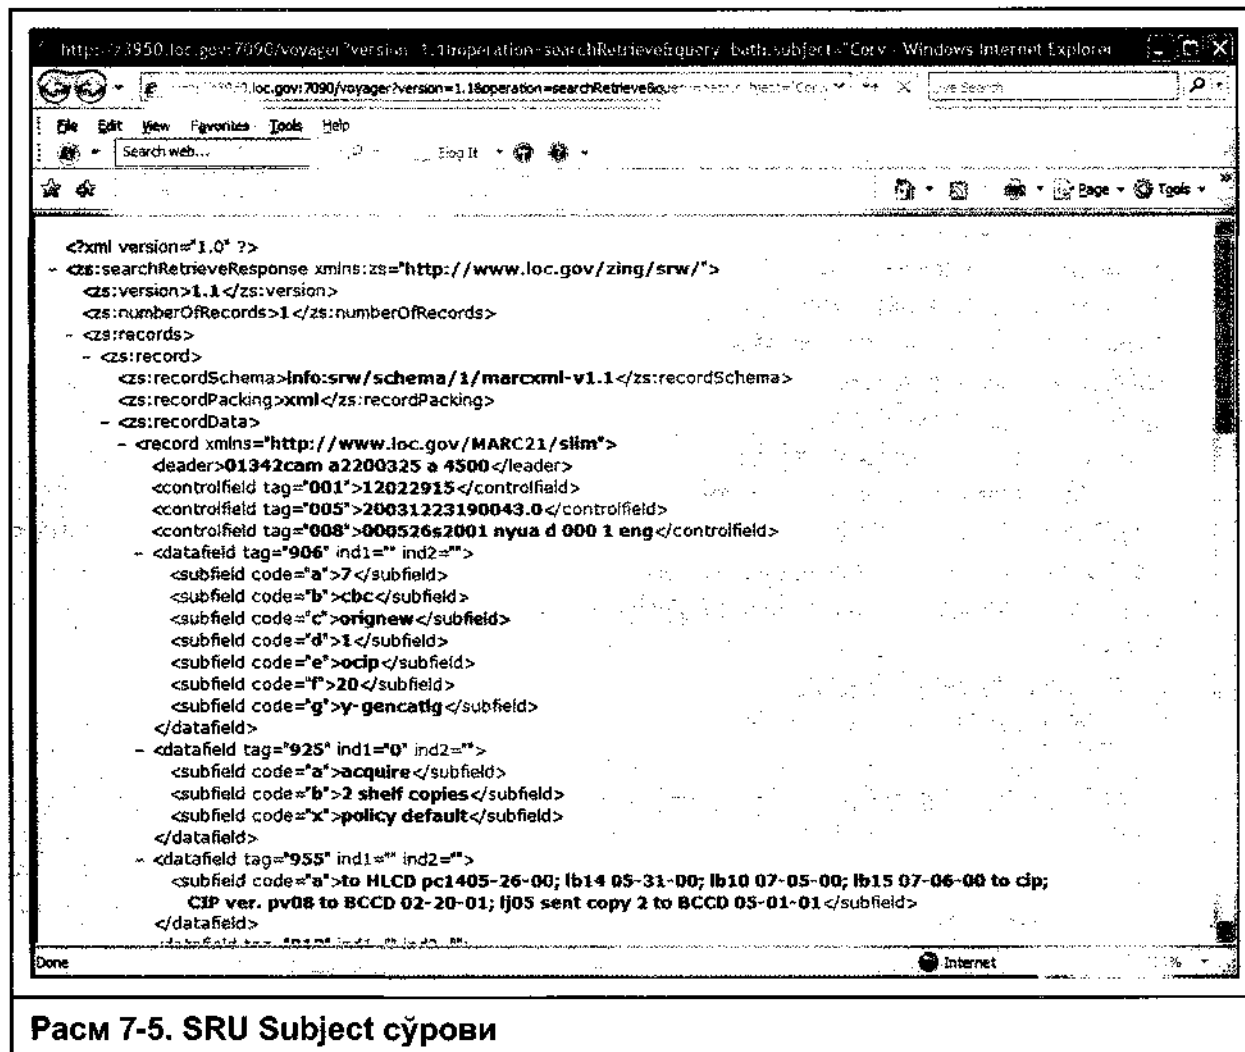 http://z3950.loc.gov:7090/voyager?version=1.1&operation=searchRetrieve&query=bath.subject="Corv - Windows Internet Explorer
loc.gov:7090/voyager?version=1.1&operation=searchRetrieve&
Live Search
File Edit View Favorites Tools Help
Search web... Blog It
Page Tools
<?xml version="1.0" ?>
- <zs:searchRetrieveResponse xmlns:zs="http://www.loc.gov/zing/srw/">
<zs:version>1.1</zs:version>
<zs:numberOfRecords>1</zs:numberOfRecords>
- <zs:records>
- <zs:record>
<zs:recordSchema>info:srw/schema/1/marcxml-v1.1</zs:recordSchema>
<zs:recordPacking>xml</zs:recordPacking>
- <zs:recordData>
- <record xmlns="http://www.loc.gov/MARC21/slim">
<leader>01342cam a2200325 a 4500</leader>
<controlfield tag="001">12022915</controlfield>
<controlfield tag="005">20031223190043.0</controlfield>
<controlfield tag="008">000526s2001 nyua d 000 1 eng</controlfield>
- <datafield tag="906" ind1="" ind2="">
<subfield code="a">7</subfield>
<subfield code="b">cbc</subfield>
<subfield code="c">orignew</subfield>
<subfield code="d">1</subfield>
<subfield code="e">ocip</subfield>
<subfield code="f">20</subfield>
<subfield code="g">y-gencatlg</subfield>
</datafield>
- <datafield tag="925" ind1="0" ind2="">
<subfield code="a">acquire</subfield>
<subfield code="b">2 shelf copies</subfield>
<subfield code="x">policy default</subfield>
</datafield>
- <datafield tag="955" ind1="" ind2="">
<subfield code="a">to HLCD pc1405-26-00; lb14 05-31-00; lb10 07-05-00; lb15 07-06-00 to cip;
CIP ver. pv08 to BCCD 02-20-01; lj05 sent copy 2 to BCCD 05-01-01</subfield>
</datafield>
Done Internet
Расм 7-5. SRU Subject сўрови